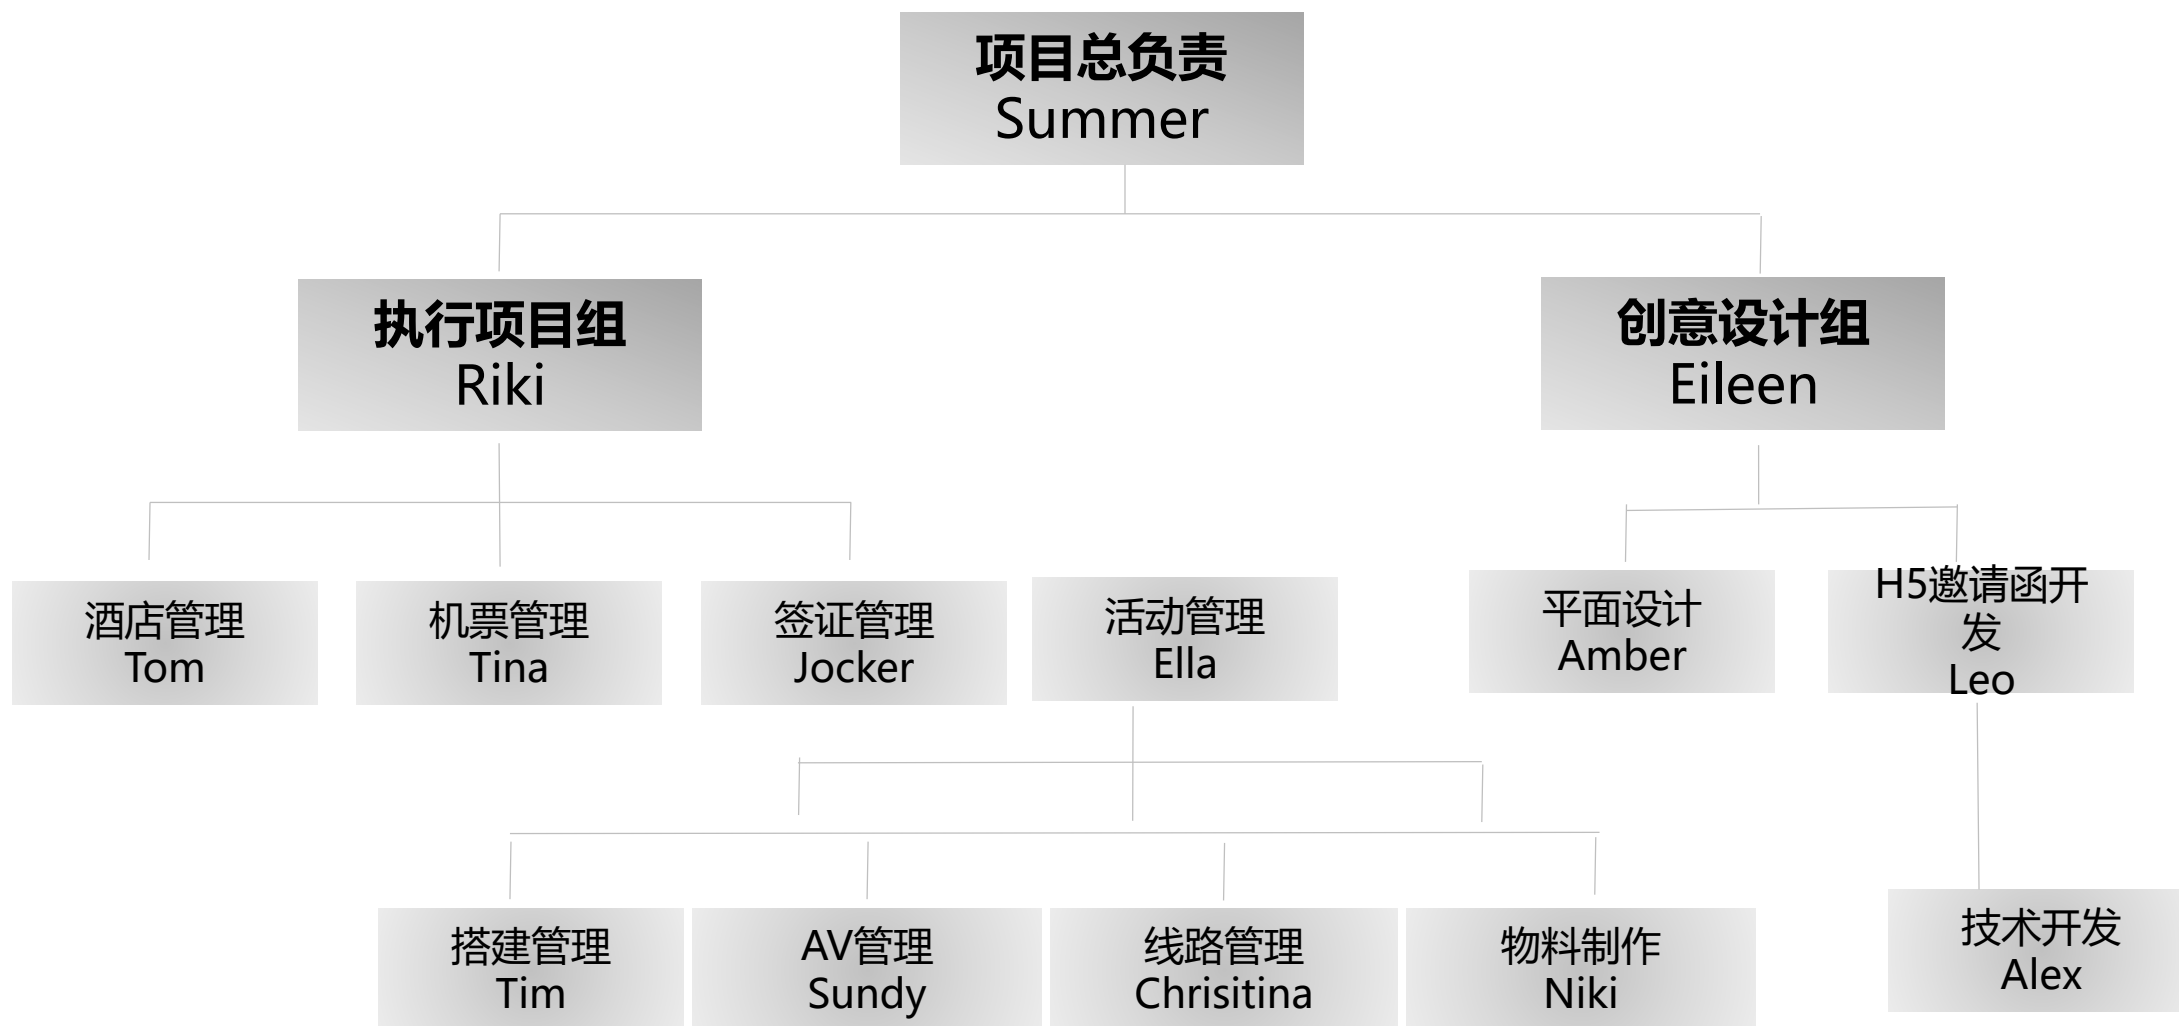 项目总负责
Summer
执行项目组
Riki
创意设计组
Eileen
酒店管理
Tom
机票管理
Tina
签证管理
Jocker
活动管理
Ella
平面设计
Amber
H5邀请函开
发
Leo
搭建管理
Tim
AV管理
Sundy
线路管理
Chrisitina
物料制作
Niki
技术开发
Alex